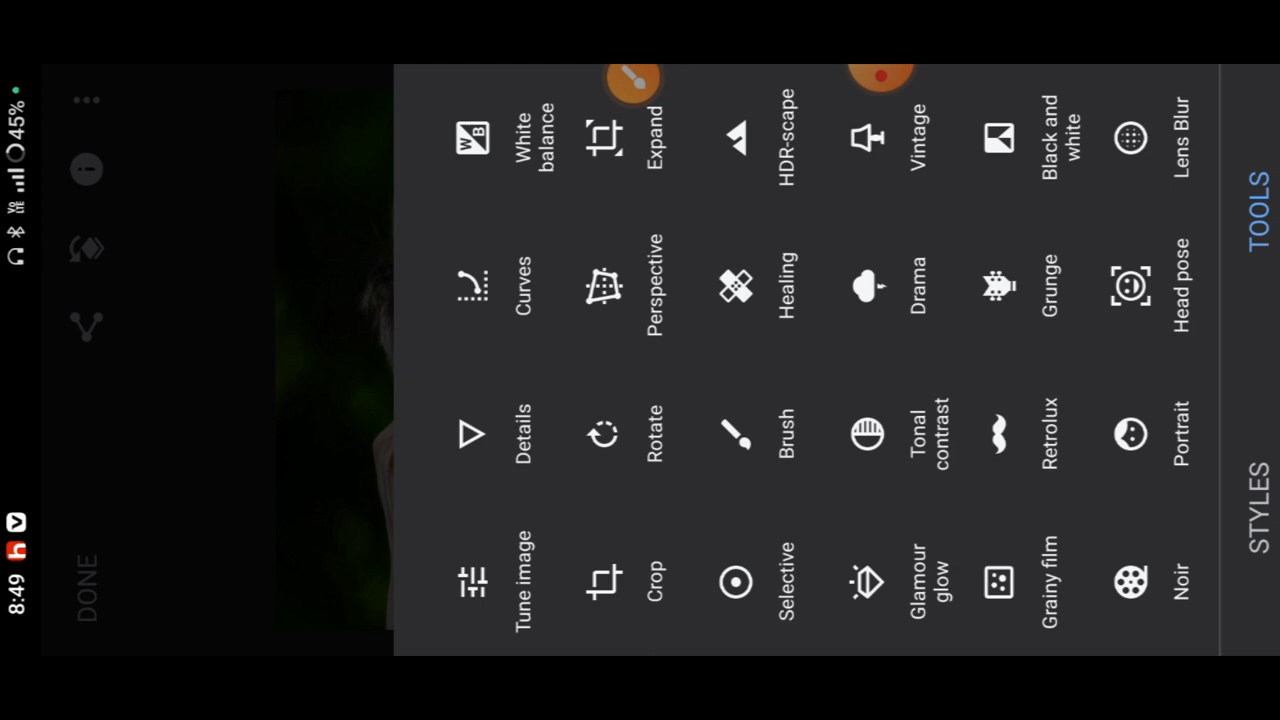 8:49
VO
LTE
45%
DONE
Tune image
Details
Curves
White
balance
Crop
Rotate
Perspective
Expand
Selective
Brush
Healing
HDR-scape
Glamour
glow
Tonal
contrast
Drama
Vintage
Grainy film
Retrolux
Grunge
Black and
white
Noir
Portrait
Head pose
Lens Blur
STYLES
TOOLS